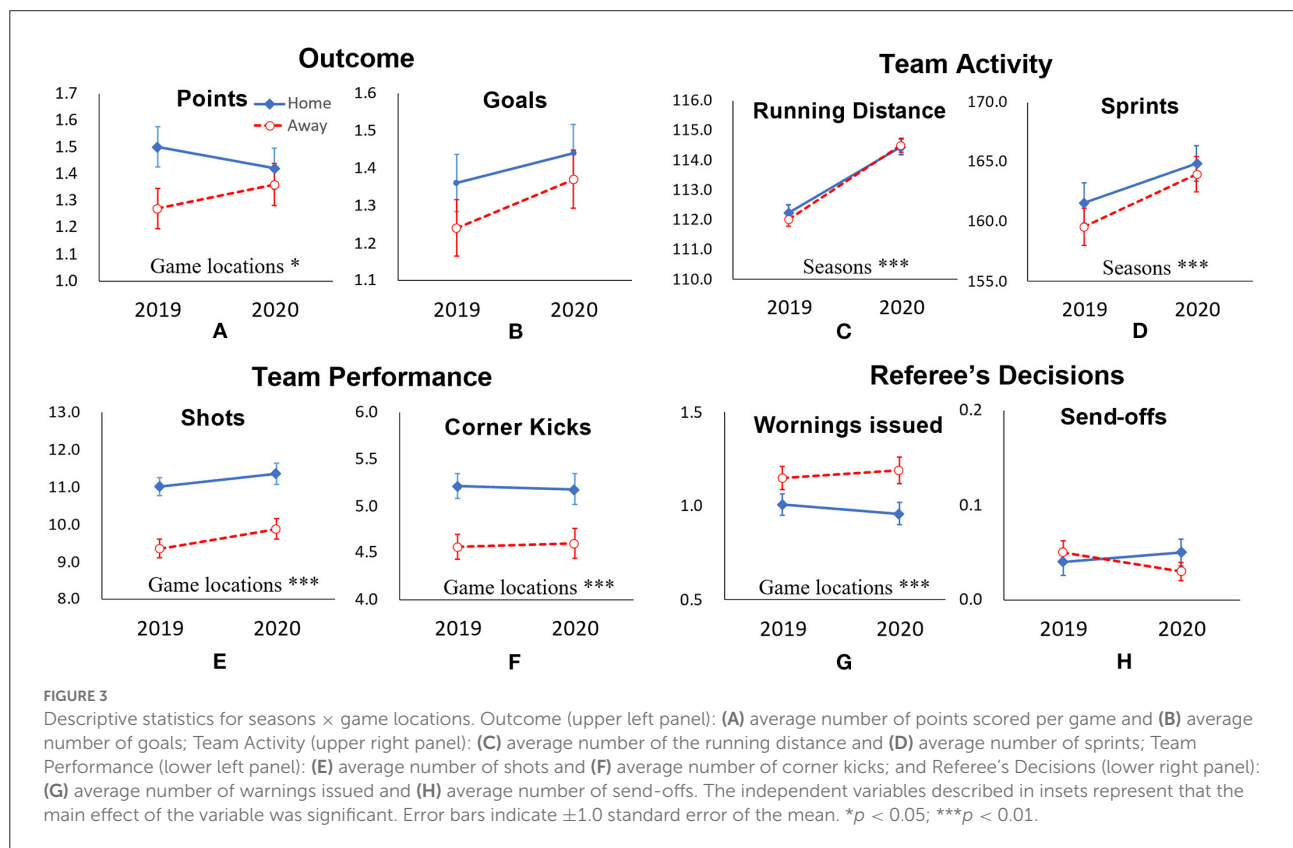 Outcome
Team Activity
Points
Home
Away
1.7
1.6
1.5
1.4
1.3
1.2
1.1
1.0
Game locations *
2019 2020
A
Goals
1.6
1.5
1.4
1.3
1.2
1.1
2019 2020
B
Running Distance
116.0
114.0
112.0
110.0
Seasons ***
2019 2020
C
Sprints
170.0
165.0
160.0
155.0
Seasons ***
2019 2020
D
Team Performance
Referee's Decisions
Shots
13.0
12.0
11.0
10.0
9.0
8.0
Game locations ***
2019 2020
E
Corner Kicks
6.0
5.5
5.0
4.5
4.0
Game locations ***
2019 2020
F
Wornings issued
1.5
1.0
0.5
Game locations ***
2019 2020
G
Send-offs
0.2
0.1
0.0
2019 2020
H
FIGURE 3
Descriptive statistics for seasons × game locations. Outcome (upper left panel): (A) average number of points scored per game and (B) average
number of goals; Team Activity (upper right panel): (C) average number of the running distance and (D) average number of sprints; Team
Performance (lower left panel): (E) average number of shots and (F) average number of corner kicks; and Referee's Decisions (lower right panel):
(G) average number of warnings issued and (H) average number of send-offs. The independent variables described in insets represent that the
main effect of the variable was significant. Error bars indicate ±1.0 standard error of the mean. *p < 0.05; ***p < 0.01.